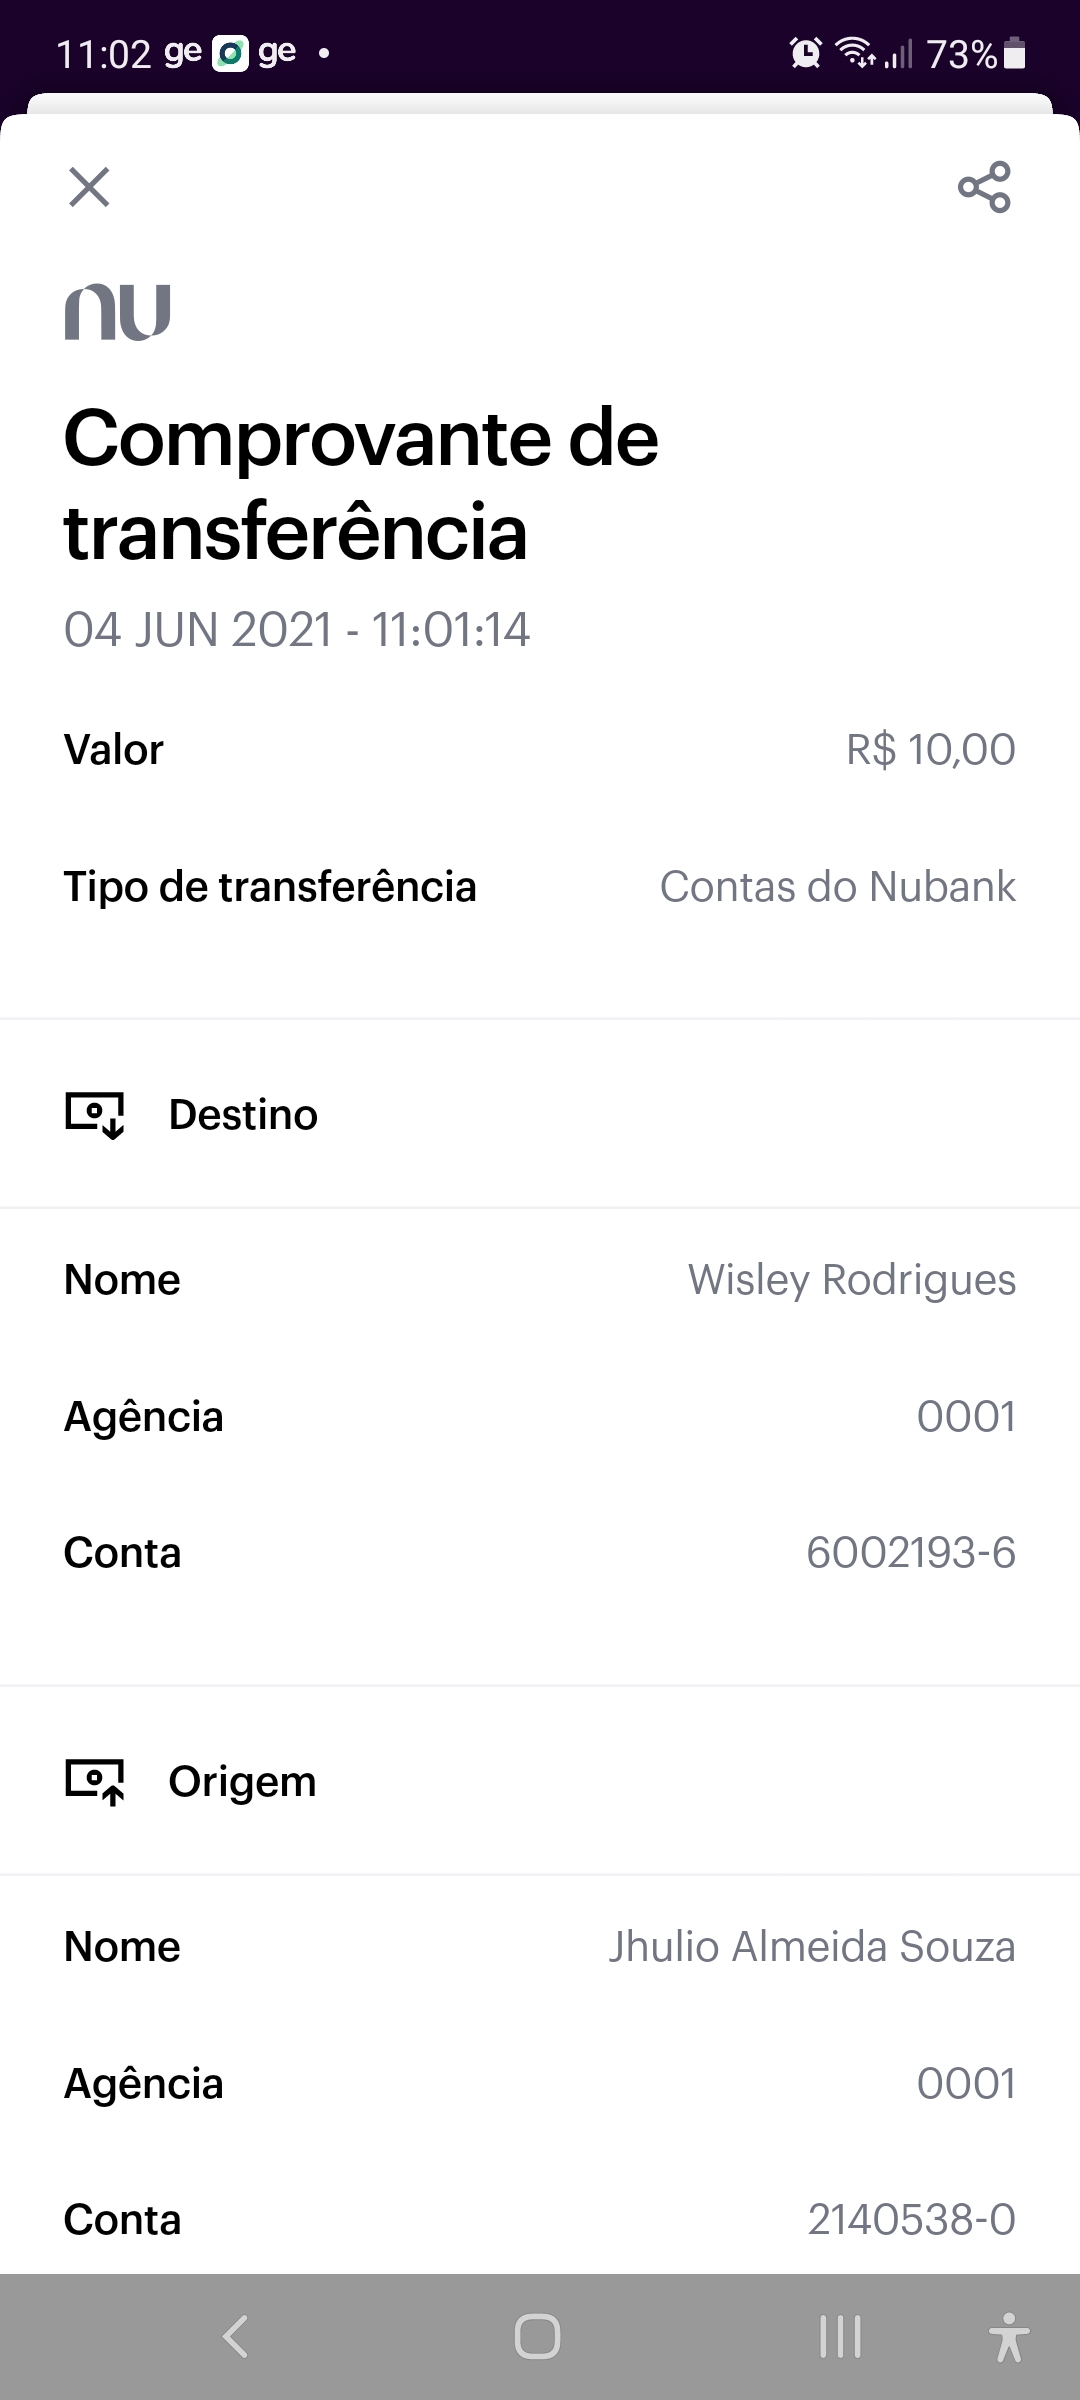 11:02 ge ge • 73%
nu
Comprovante de
transferência
04 JUN 2021 - 11:01:14
Valor R$ 10,00
Tipo de transferência Contas do Nubank
Destino
Nome Wisley Rodrigues
Agência 0001
Conta 6002193-6
Origem
Nome Jhulio Almeida Souza
Agência 0001
Conta 2140538-0